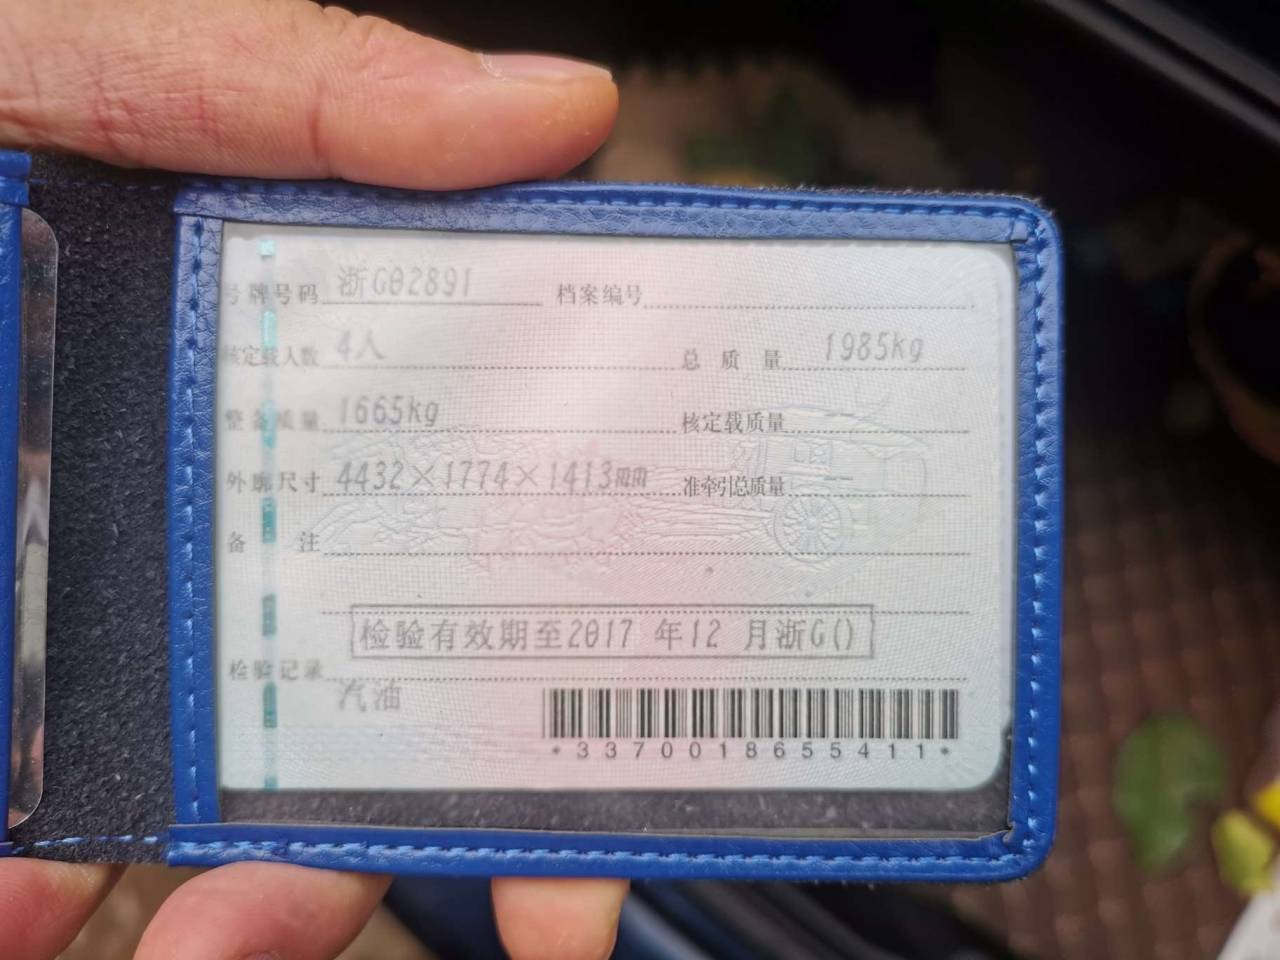 号牌号码 浙G02891 档案编号
核定载人数 4人 总质量 1985kg
整备质量 1665kg 核定载质量 --
外廓尺寸 4432×1774×1413mm 准牵引总质量 --
备注
检验有效期至2017 年12 月浙G()
检验记录
汽油
*3370018655411*